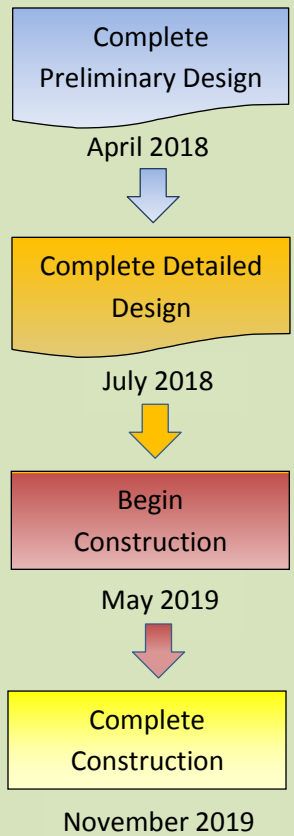 Complete
Preliminary Design
April 2018
Complete Detailed
Design
July 2018
Begin
Construction
May 2019
Complete
Construction
November 2019